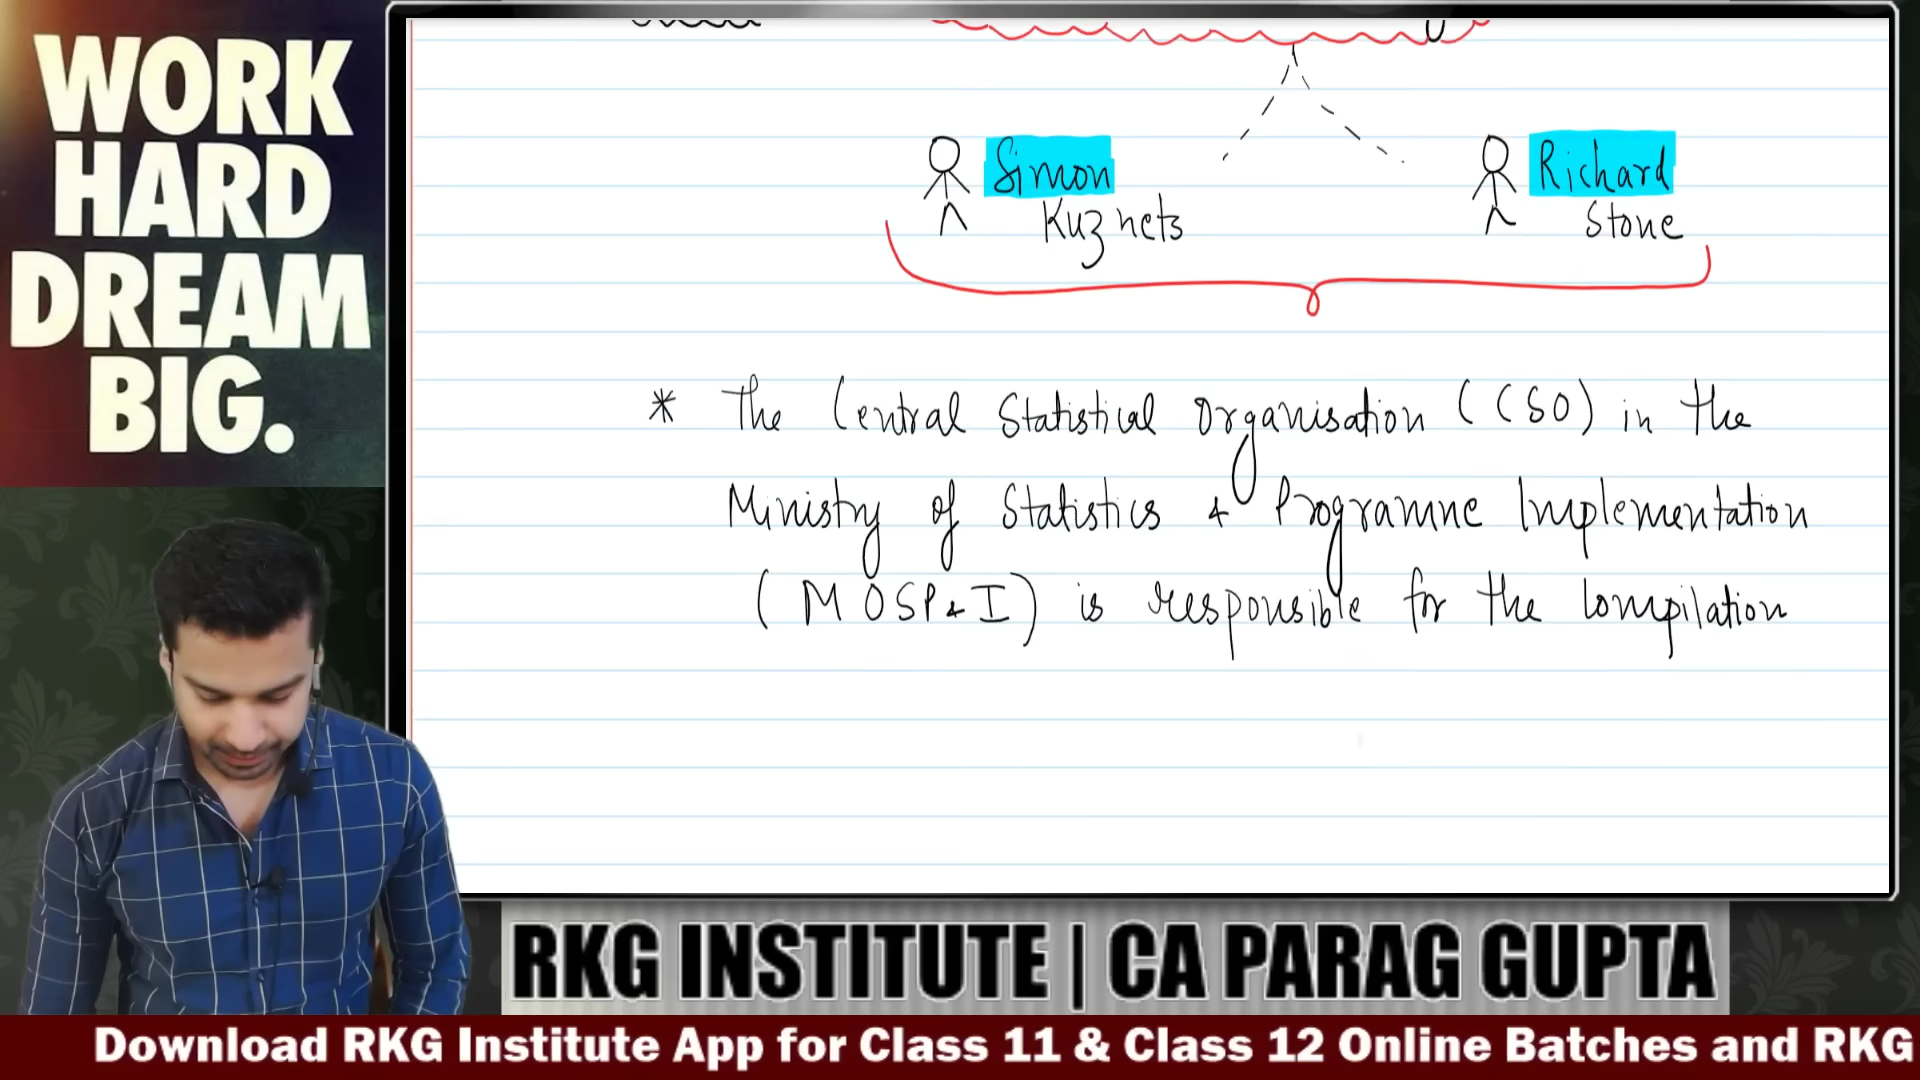 WORK
HARD
DREAM
BIG.
Simon
Kuznets
Richard
Stone
* The Central Statistical Organisation (CSO) in the
Ministry of Statistics & Programme Implementation
(MOSP&I) is responsible for the compilation
RKG INSTITUTE | CA PARAG GUPTA
Download RKG Institute App for Class 11 & Class 12 Online Batches and RKG